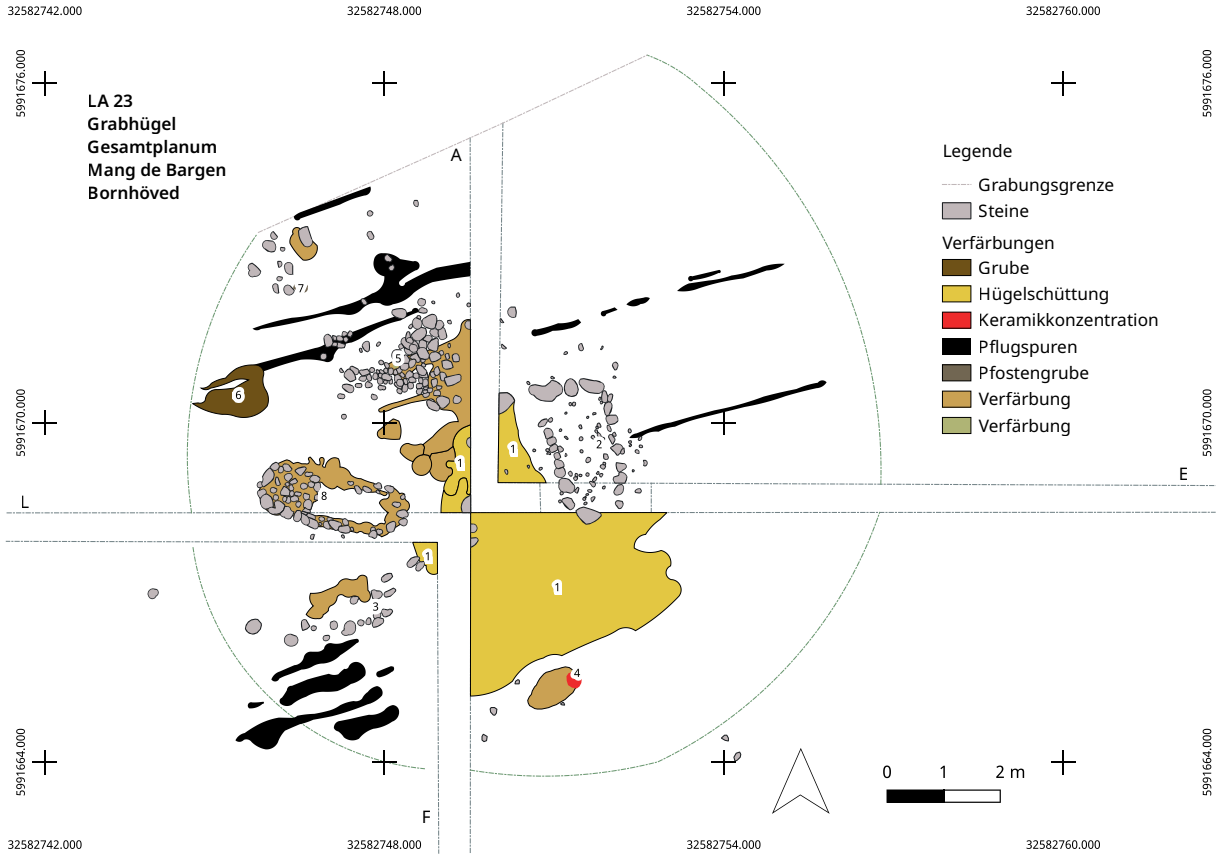 32582742.000
32582748.000
32582754.000
32582760.000
5991676.000
5991676.000
LA 23
Grabhügel
Gesamtplanum
Mang de Bargen
Bornhöved
A
Legende
Grabungsgrenze
Steine
Verfärbungen
Grube
Hügelschüttung
Keramikkonzentration
Pflugspuren
Pfostengrube
Verfärbung
Verfärbung
7
5
6
5991670.000
5991670.000
2
1
1
E
8
L
1
1
3
4
5991664.000
5991664.000
0 1 2 m
F
32582742.000
32582748.000
32582754.000
32582760.000